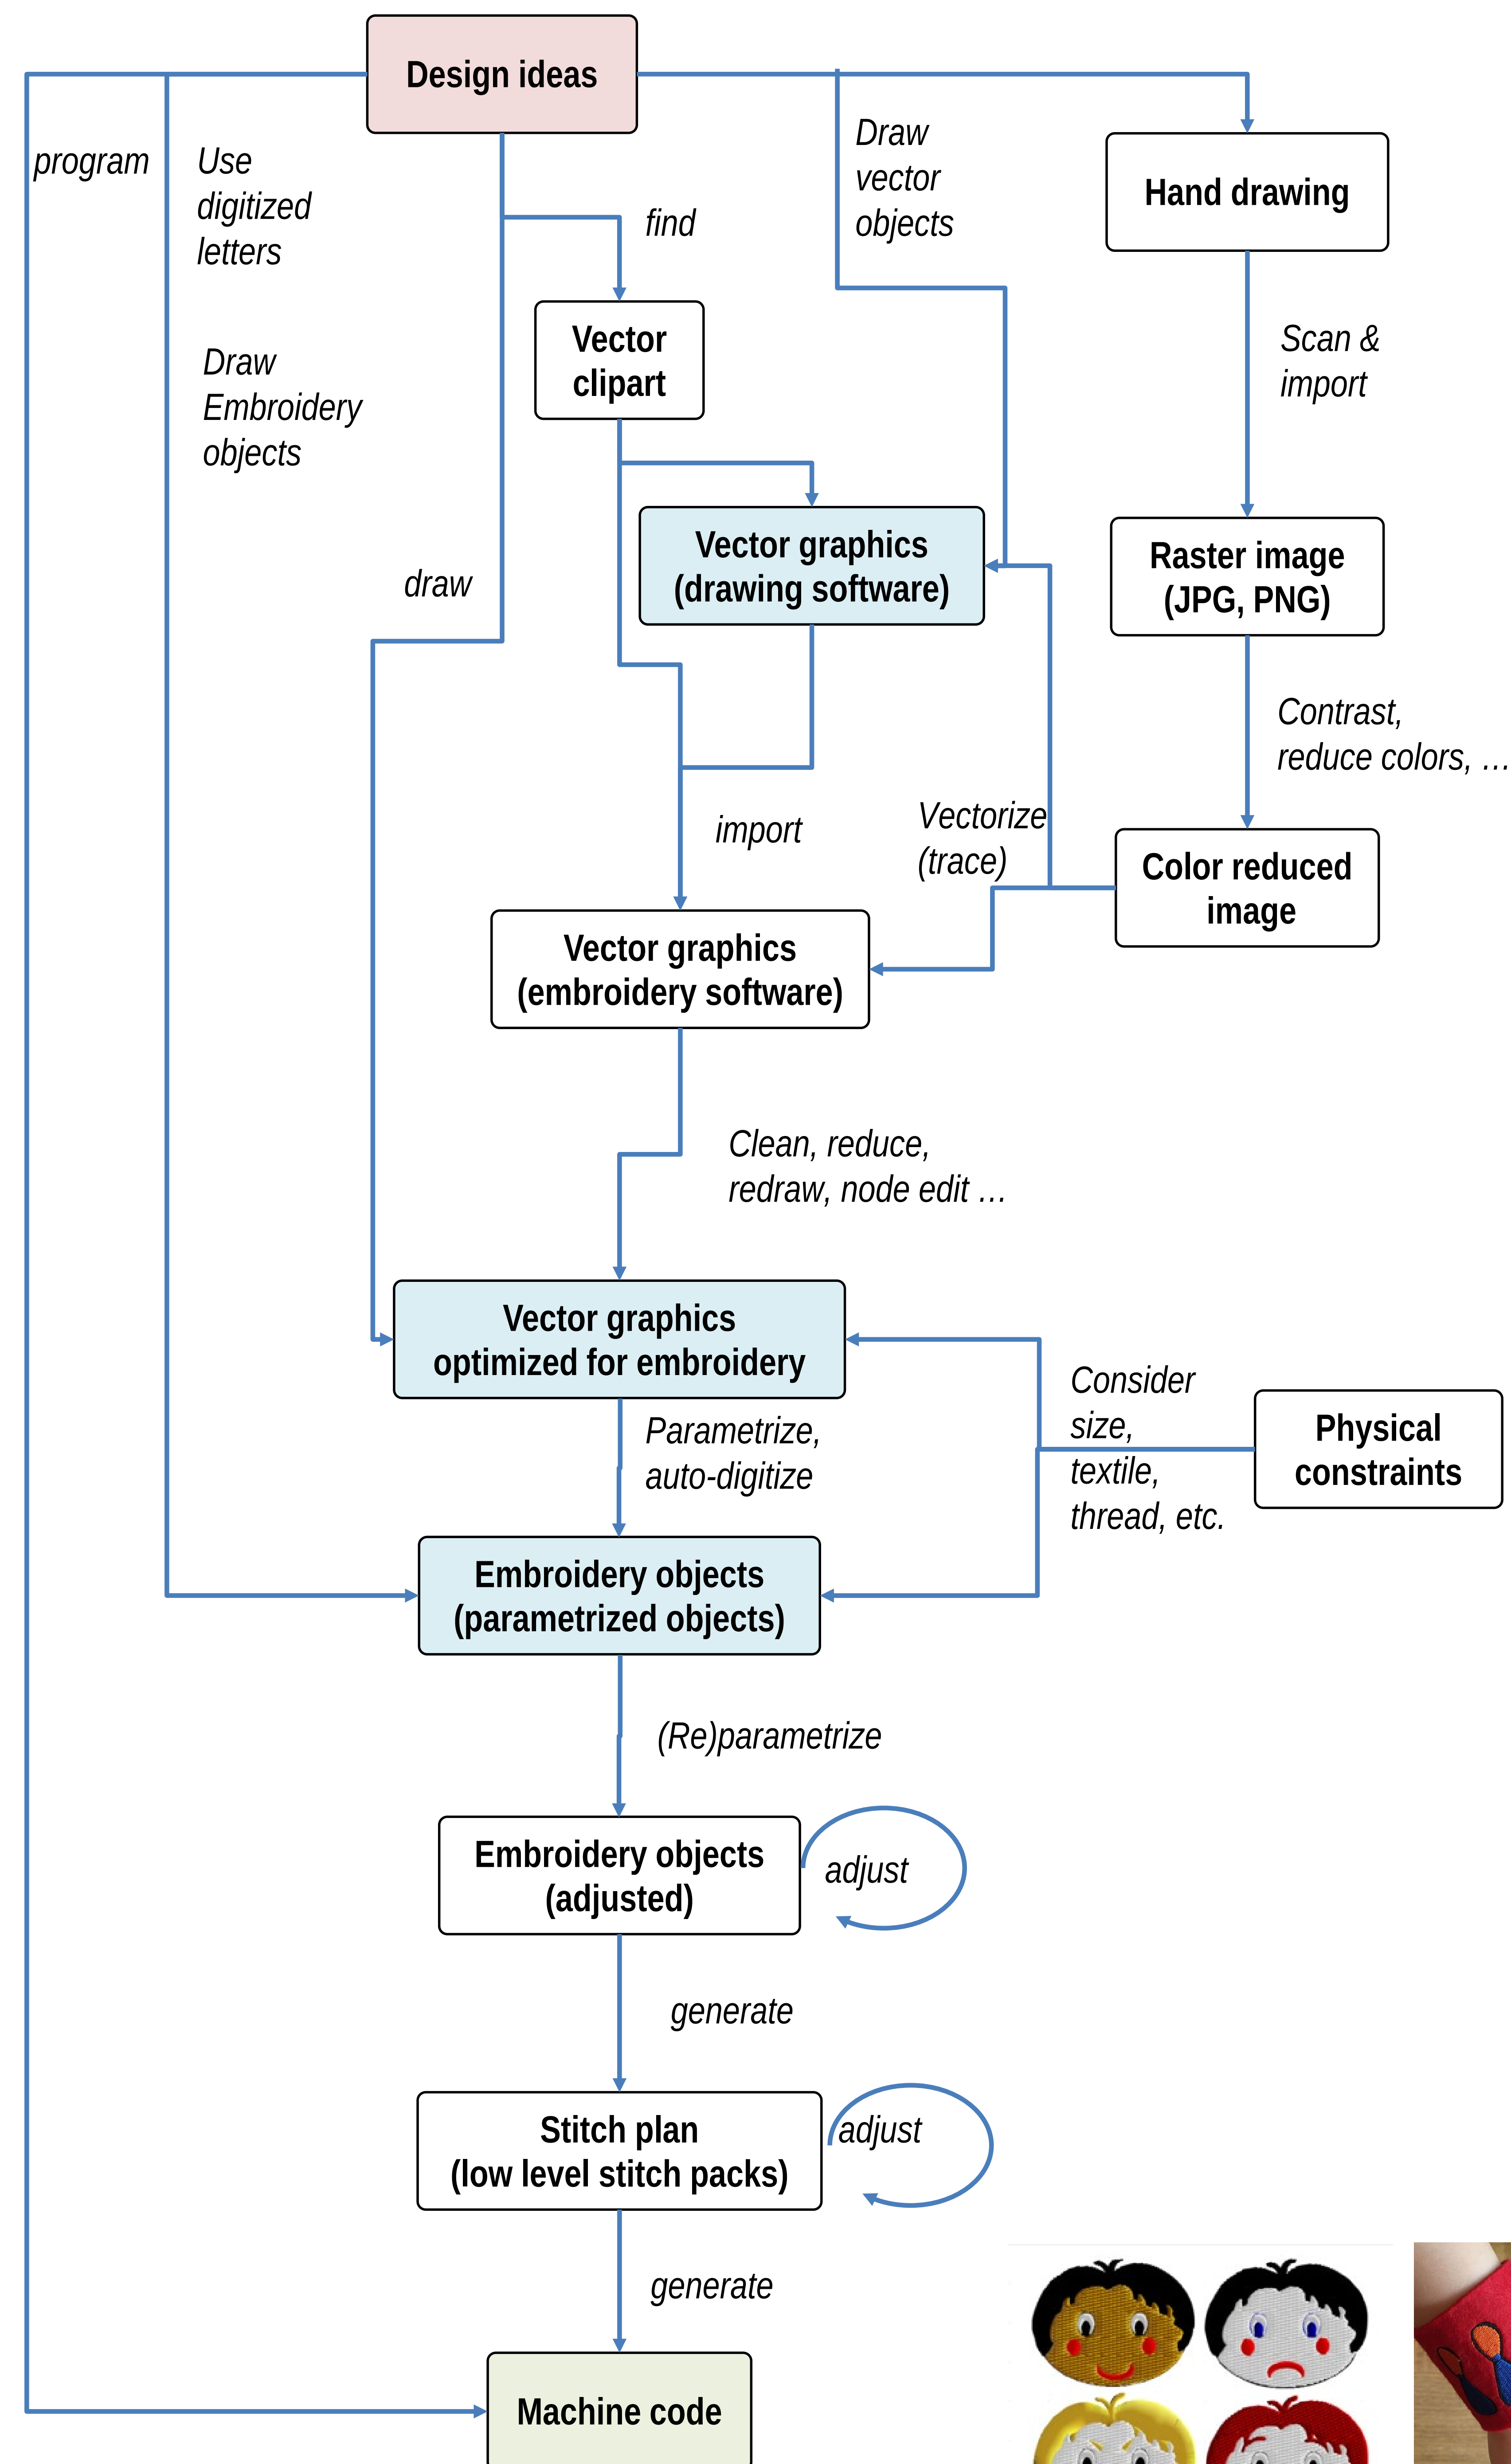 Design ideas
program
Use
digitized
letters
Draw
Embroidery
objects
find
Draw
vector
objects
Hand drawing
Vector
clipart
Scan &
import
draw
Vector graphics
(drawing software)
Raster image
(JPG, PNG)
Contrast,
reduce colors, …
import
Vectorize
(trace)
Color reduced
image
Vector graphics
(embroidery software)
Clean, reduce,
redraw, node edit …
Vector graphics
optimized for embroidery
Consider
size,
textile,
thread, etc.
Physical
constraints
Parametrize,
auto-digitize
Embroidery objects
(parametrized objects)
(Re)parametrize
Embroidery objects
(adjusted)
adjust
generate
Stitch plan
(low level stitch packs)
adjust
generate
Machine code